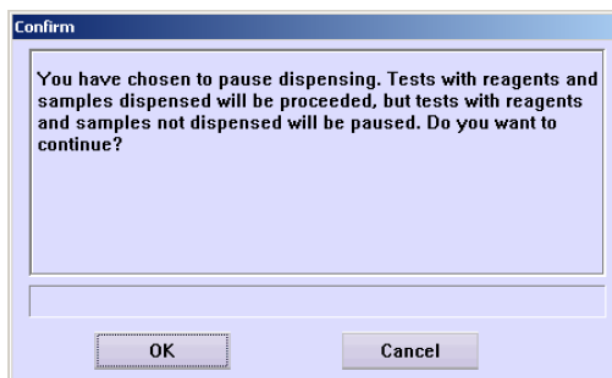 Confirm
You have chosen to pause dispensing. Tests with reagents and
samples dispensed will be proceeded, but tests with reagents
and samples not dispensed will be paused. Do you want to
continue?
OK
Cancel